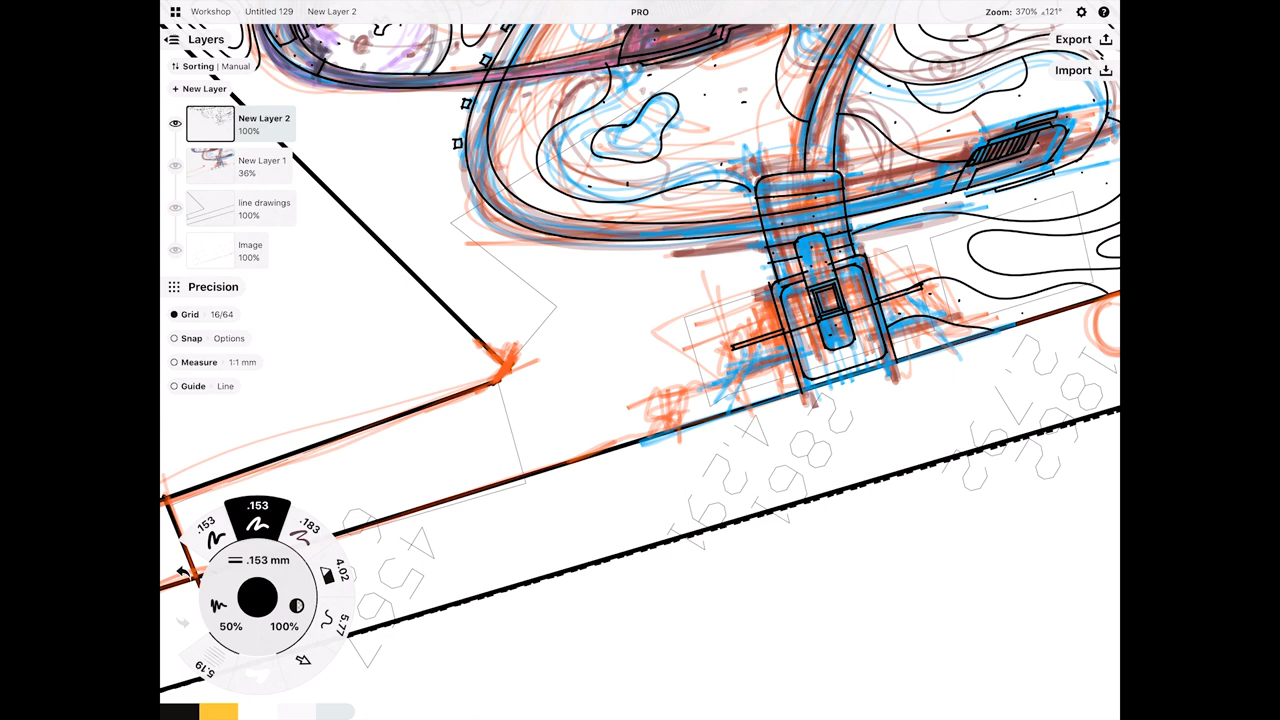 Workshop Untitled 129 New Layer 2 PRO Zoom: 370% 121°
Layers Export
Sorting | Manual Import
+ New Layer
New Layer 2
100%
New Layer 1
36%
line drawings
100%
Image
100%
Precision
Grid 16/64
Snap Options
Measure 1:1 mm
Guide Line
.153
.153
.183
.153 mm
4.02
50% 100%
5.77
5.19